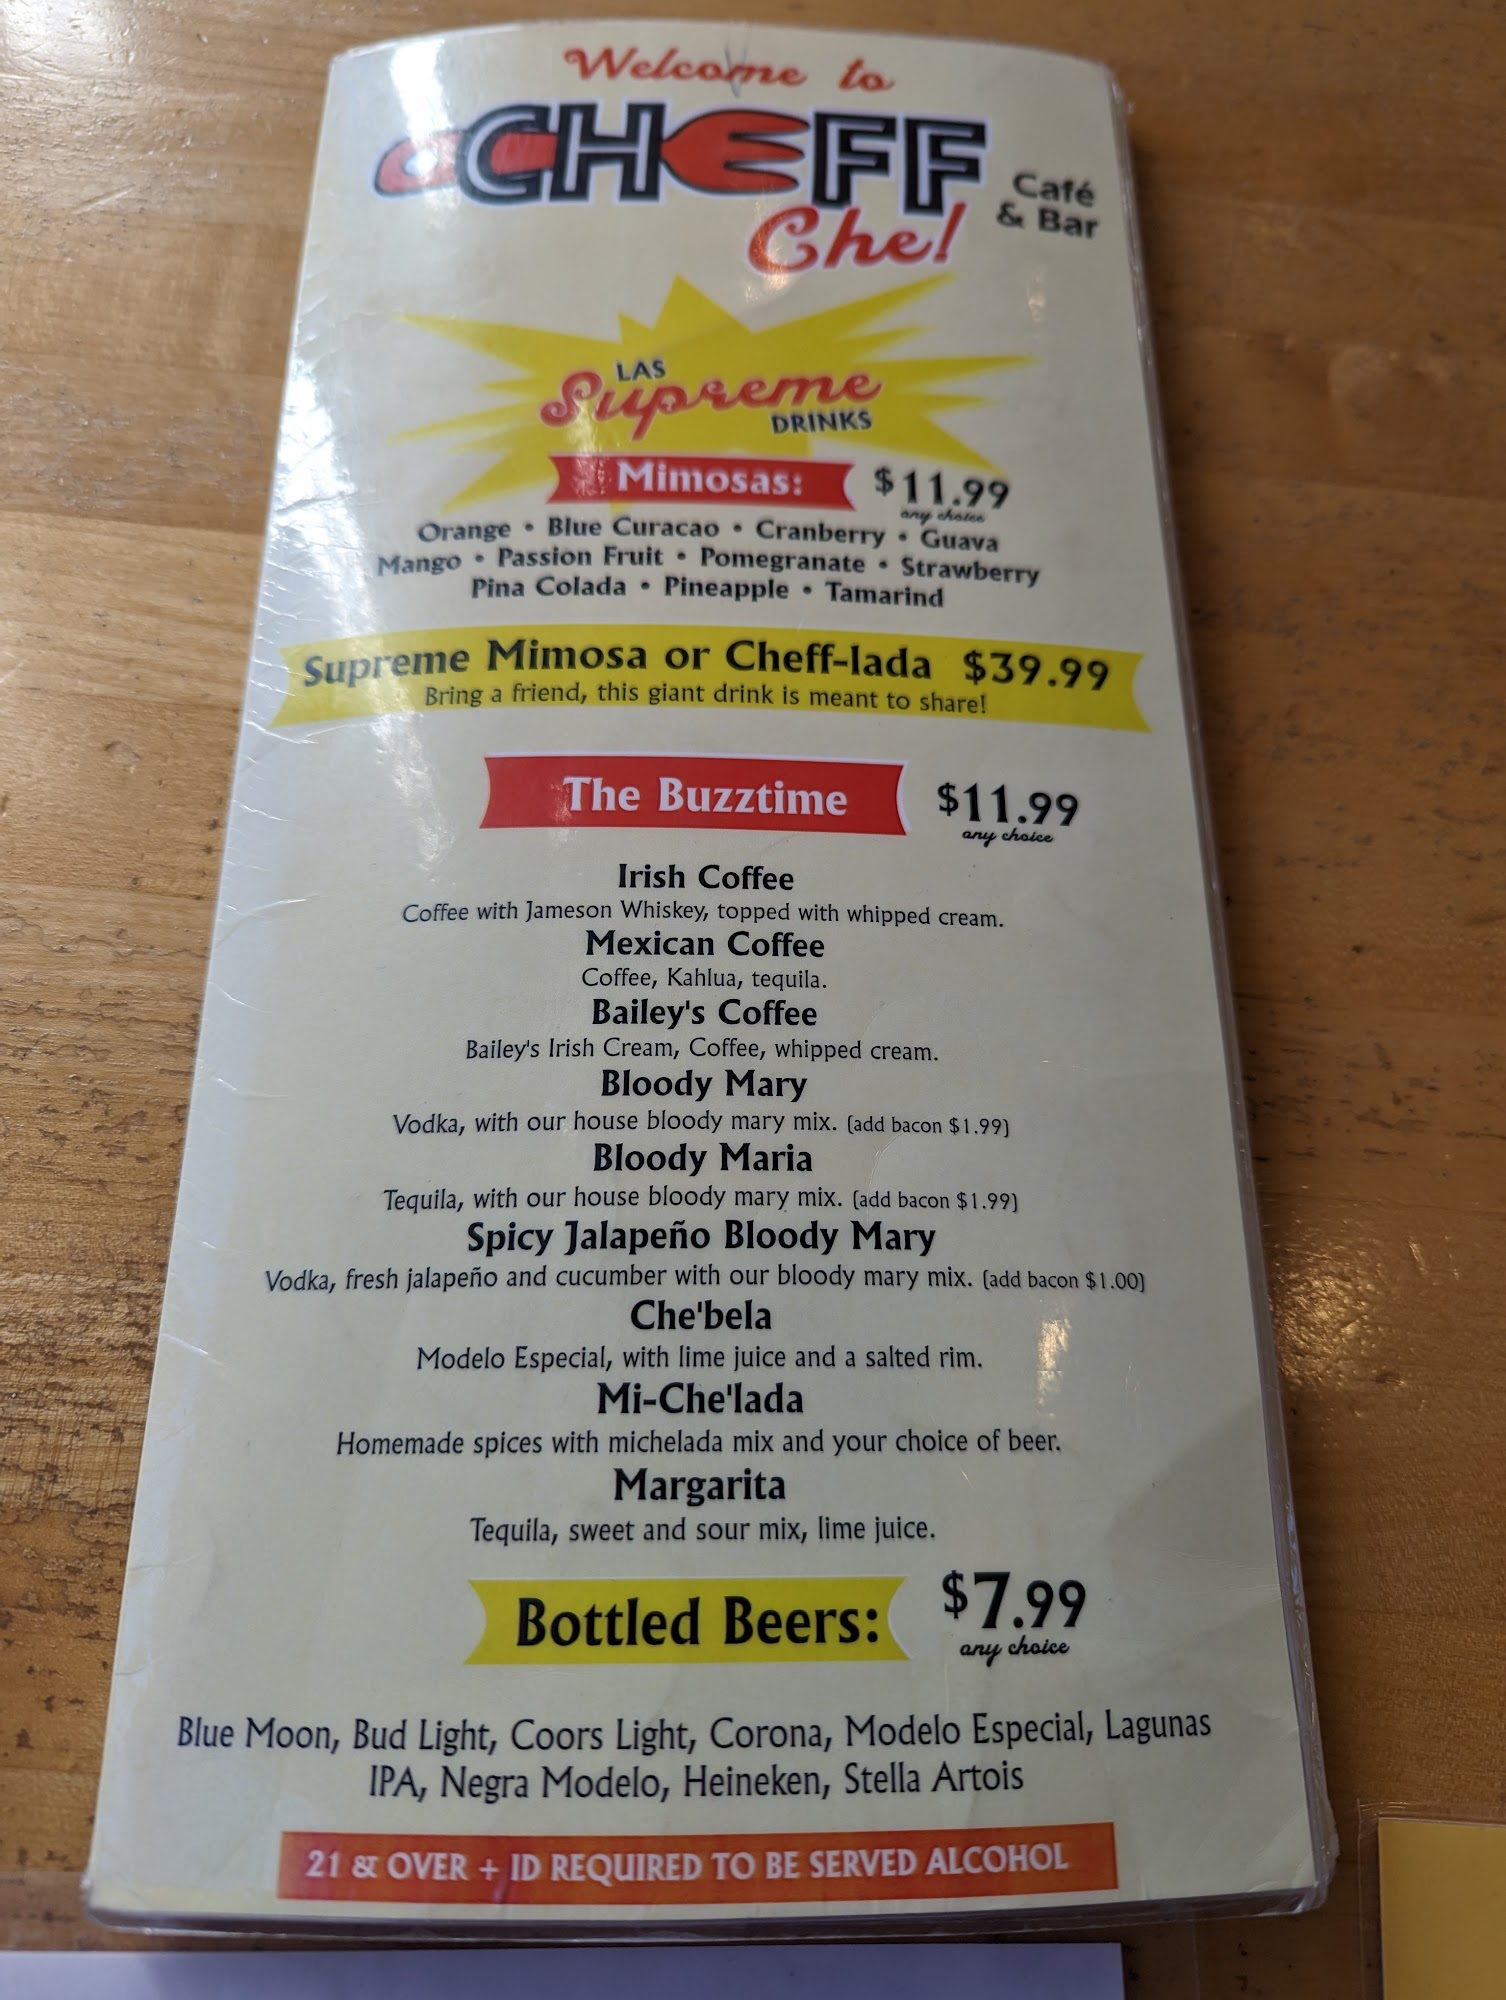 Welcome to
CHEFF
Che!
Café
& Bar
LAS
Supreme
DRINKS
Mimosas: $11.99
any choice
Orange • Blue Curacao • Cranberry • Guava
Mango • Passion Fruit • Pomegranate • Strawberry
Pina Colada • Pineapple • Tamarind
Supreme Mimosa or Cheff-lada $39.99
Bring a friend, this giant drink is meant to share!
The Buzztime $11.99
any choice
Irish Coffee
Coffee with Jameson Whiskey, topped with whipped cream.
Mexican Coffee
Coffee, Kahlua, tequila.
Bailey's Coffee
Bailey's Irish Cream, Coffee, whipped cream.
Bloody Mary
Vodka, with our house bloody mary mix. (add bacon $1.99)
Bloody Maria
Tequila, with our house bloody mary mix. (add bacon $1.99)
Spicy Jalapeño Bloody Mary
Vodka, fresh jalapeño and cucumber with our bloody mary mix. (add bacon $1.00)
Che'bela
Modelo Especial, with lime juice and a salted rim.
Mi-Che'lada
Homemade spices with michelada mix and your choice of beer.
Margarita
Tequila, sweet and sour mix, lime juice.
Bottled Beers: $7.99
any choice
Blue Moon, Bud Light, Coors Light, Corona, Modelo Especial, Lagunas
IPA, Negra Modelo, Heineken, Stella Artois
21 & OVER + ID REQUIRED TO BE SERVED ALCOHOL